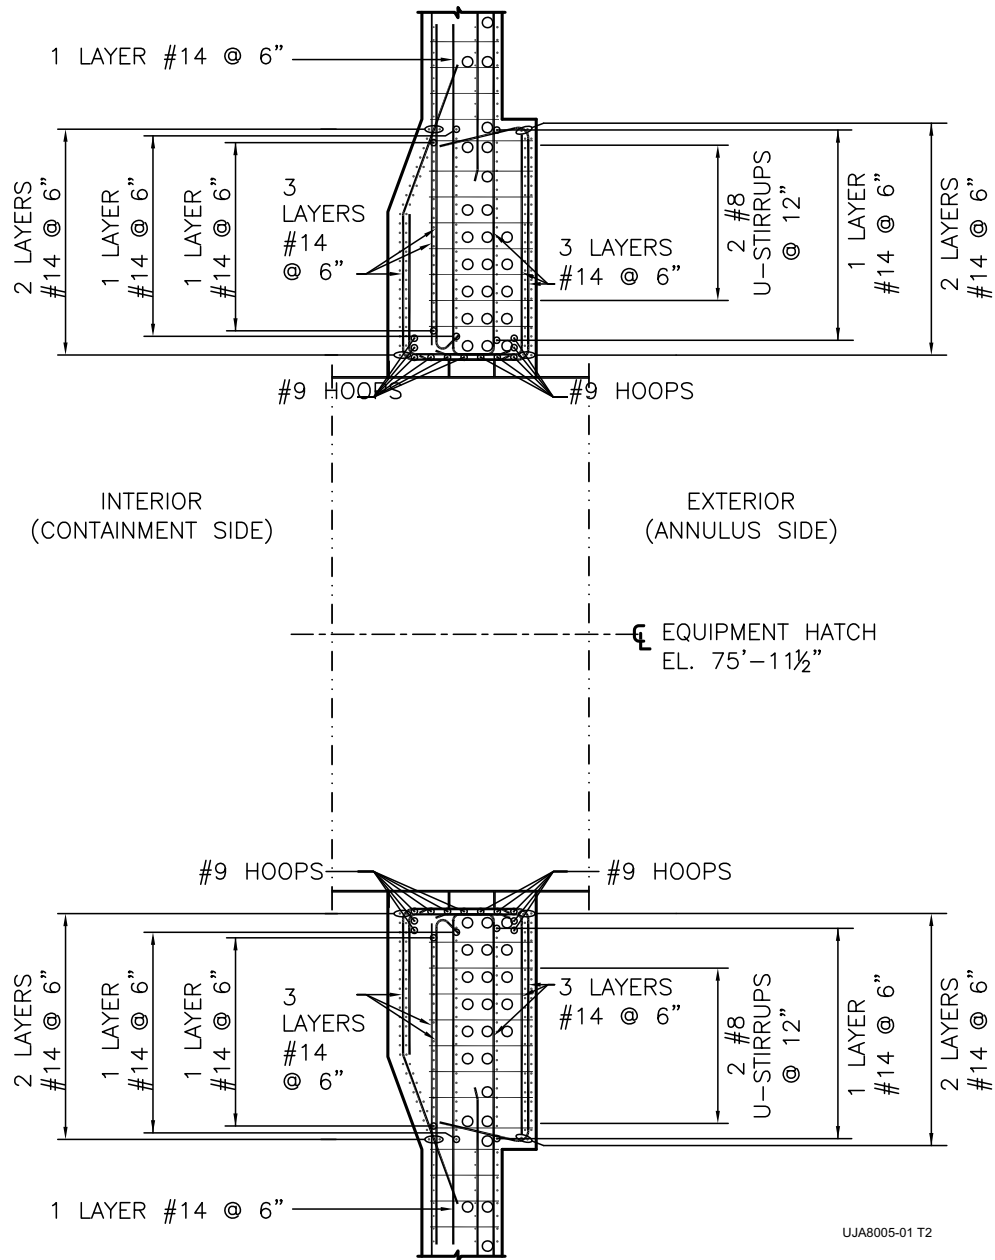 1 LAYER #14 @ 6"
2 LAYERS
#14 @ 6"
1 LAYER
#14 @ 6"
1 LAYER
#14 @ 6"
3
LAYERS
#14
@ 6"
3 LAYERS
#14 @ 6"
2 #8
U-STIRRUPS
@ 12"
1 LAYER
#14 @ 6"
2 LAYERS
#14 @ 6"
#9 HOOPS
#9 HOOPS
INTERIOR
(CONTAINMENT SIDE)
EXTERIOR
(ANNULUS SIDE)
℄ EQUIPMENT HATCH
EL. 75'-11½"
#9 HOOPS
#9 HOOPS
2 LAYERS
#14 @ 6"
1 LAYER
#14 @ 6"
1 LAYER
#14 @ 6"
3
LAYERS
#14
@ 6"
3 LAYERS
#14 @ 6"
2 #8
U-STIRRUPS
@ 12"
1 LAYER
#14 @ 6"
2 LAYERS
#14 @ 6"
1 LAYER #14 @ 6"
UJA8005-01 T2